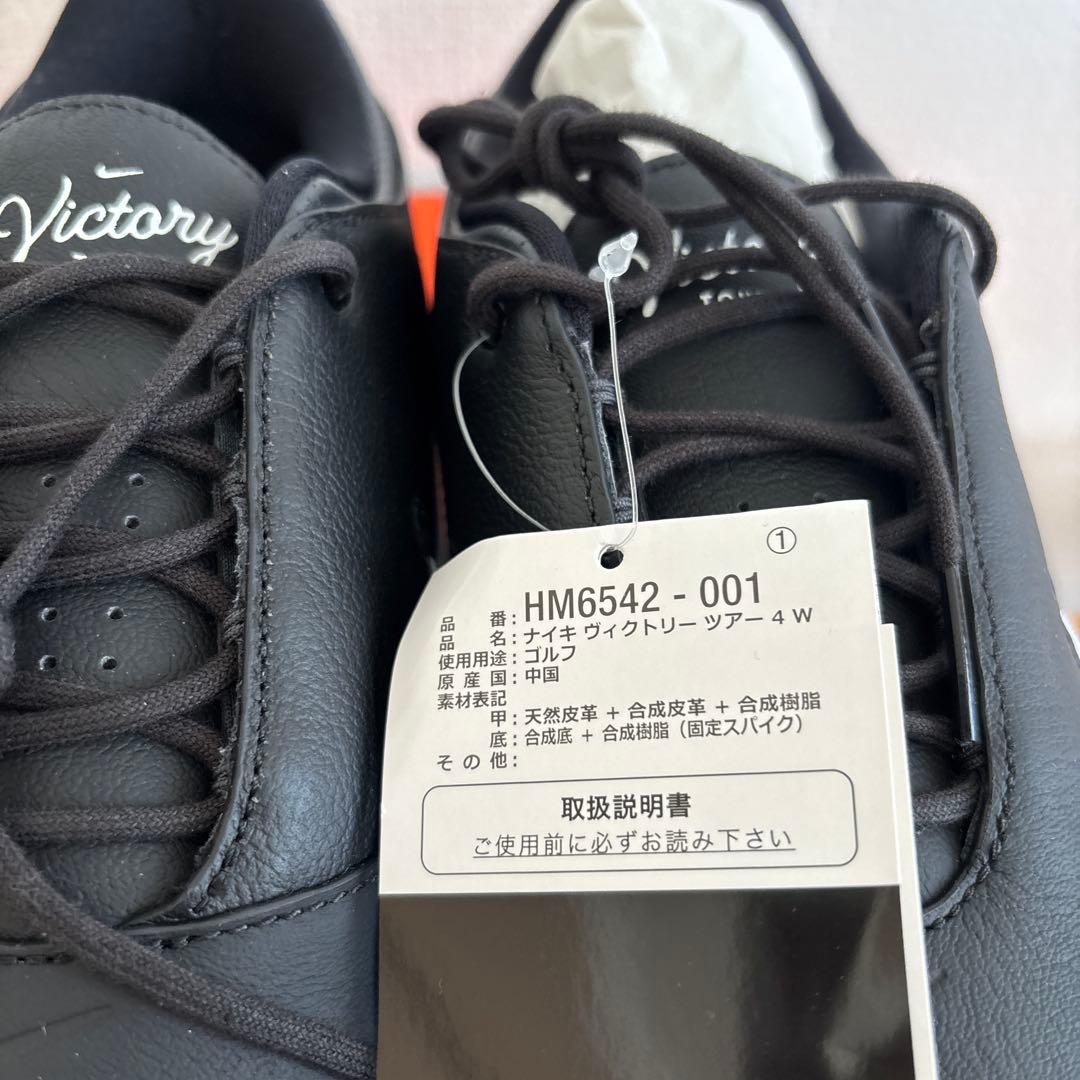 Victory
①
品番：HM6542 - 001
品名：ナイキ ヴィクトリー ツアー 4 W
使用用途：ゴルフ
原産国：中国
素材表記
甲：天然皮革 ＋ 合成皮革 ＋ 合成樹脂
底：合成底 ＋ 合成樹脂（固定スパイク）
その他：
取扱説明書
ご使用前に必ずお読み下さい